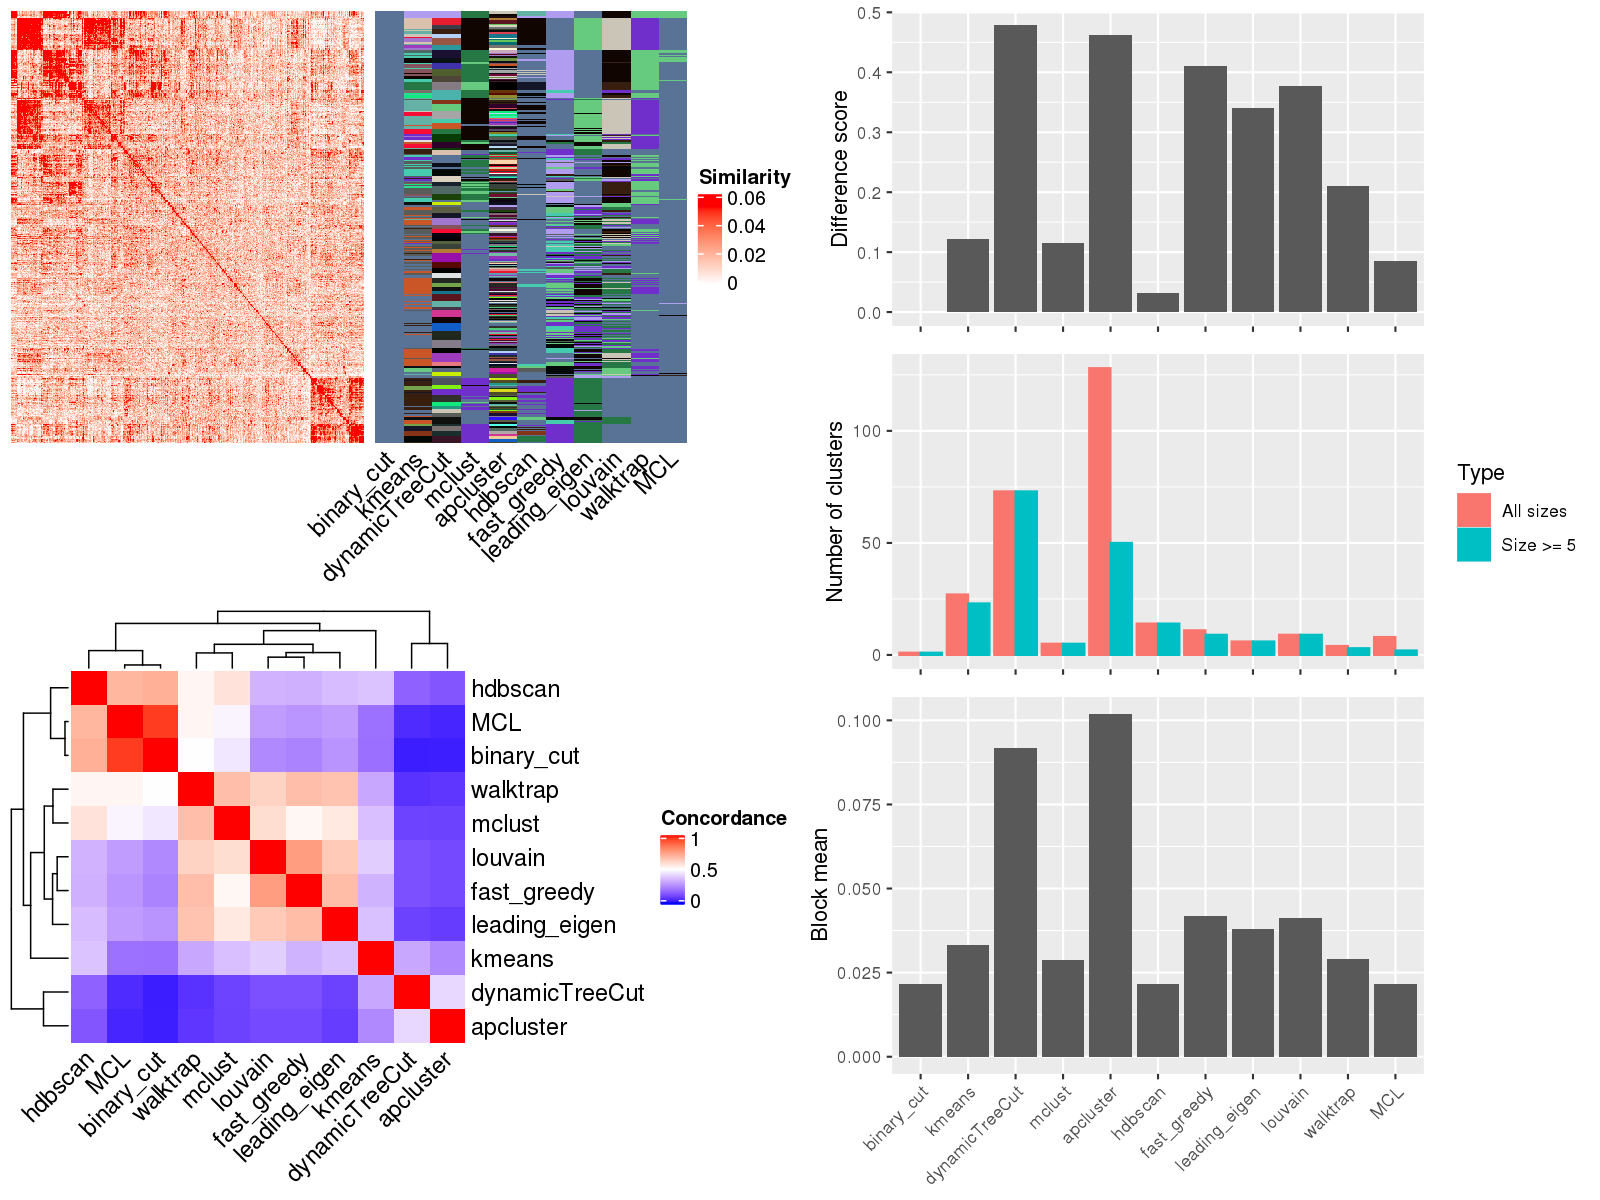 Similarity
0.06
0.04
0.02
0
binary_cut
kmeans
dynamicTreeCut
mclust
apcluster
hdbscan
fast_greedy
leading_eigen
louvain
walktrap
MCL
hdbscan
MCL
binary_cut
walktrap
mclust
louvain
fast_greedy
leading_eigen
kmeans
dynamicTreeCut
apcluster
hdbscan
MCL
binary_cut
walktrap
mclust
louvain
fast_greedy
leading_eigen
kmeans
dynamicTreeCut
apcluster
Concordance
1
0.5
0
Difference score
0.5
0.4
0.3
0.2
0.1
0.0
Number of clusters
100
50
0
Type
All sizes
Size >= 5
Block mean
0.100
0.075
0.050
0.025
0.000
binary_cut
kmeans
dynamicTreeCut
mclust
apcluster
hdbscan
fast_greedy
leading_eigen
louvain
walktrap
MCL